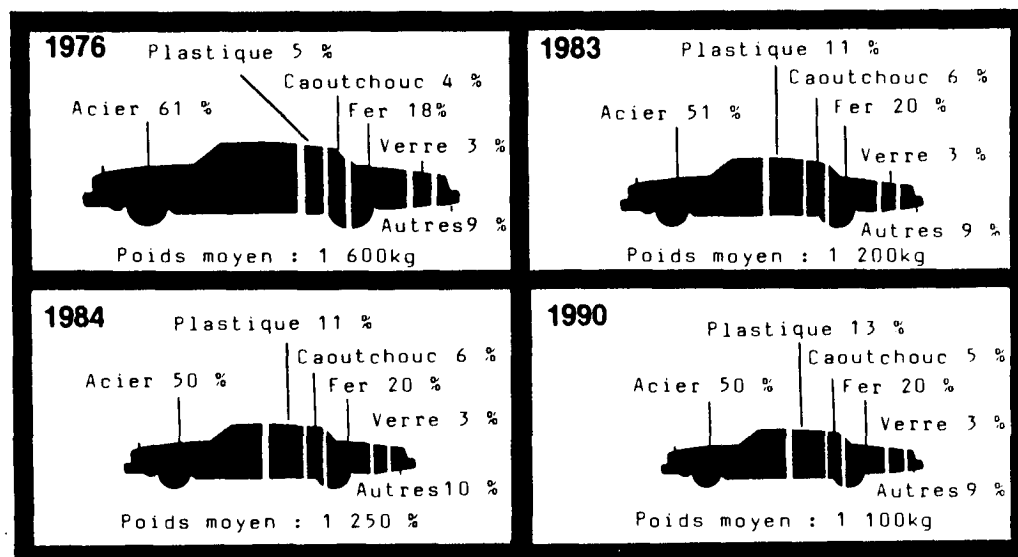 1976
Plastique 5 %
Caoutchouc 4 %
Acier 61 %
Fer 18%
Verre 3 %
Autres9 %
Poids moyen : 1 600kg
1983
Plastique 11 %
Caoutchouc 6 %
Acier 51 %
Fer 20 %
Verre 3 %
Autres 9 %
Poids moyen : 1 200kg
1984
Plastique 11 %
Caoutchouc 6 %
Acier 50 %
Fer 20 %
Verre 3 %
Autres10 %
Poids moyen : 1 250 %
1990
Plastique 13 %
Caoutchouc 5 %
Acier 50 %
Fer 20 %
Verre 3 %
Autres 9 %
Poids moyen : 1 100kg